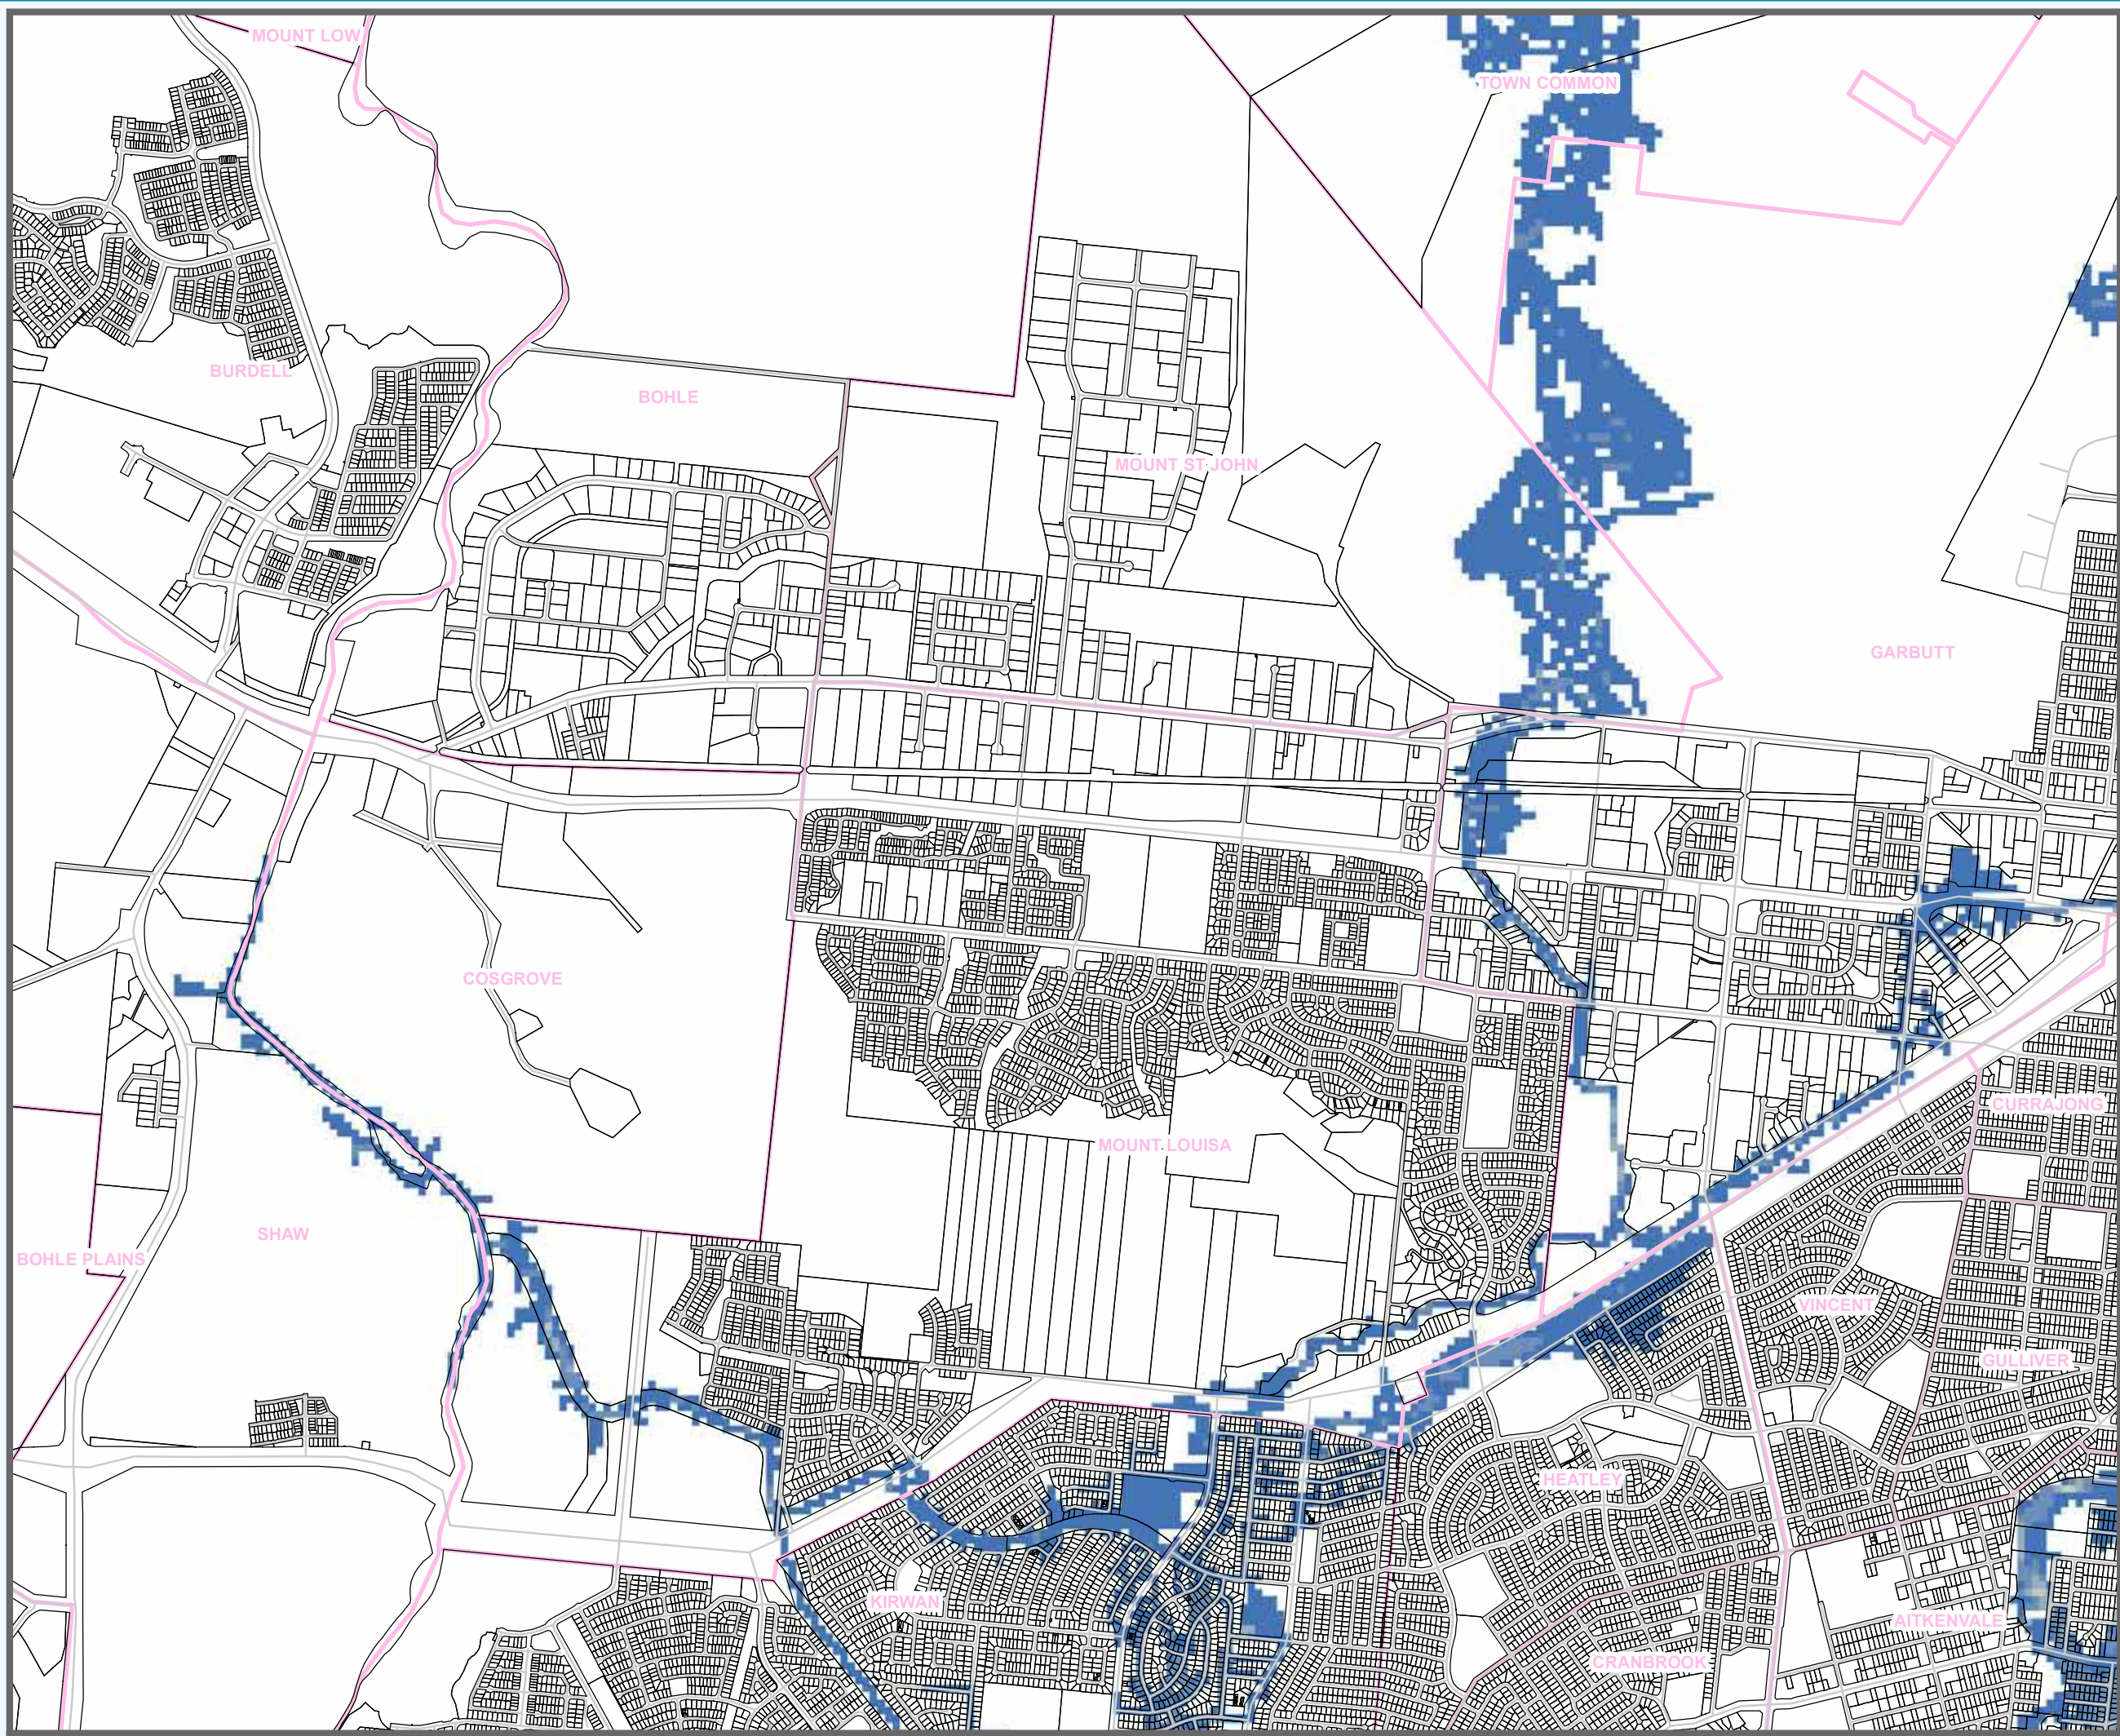 MOUNT LOW
TOWN COMMON
BURDELL
BOHLE
MOUNT ST JOHN
GARBUTT
COSGROVE
CURRAJONG
MOUNT LOUISA
SHAW
BOHLE PLAINS
VINCENT
GULLIVER
HEATLEY
KIRWAN
AITKENVALE
CRANBROOK